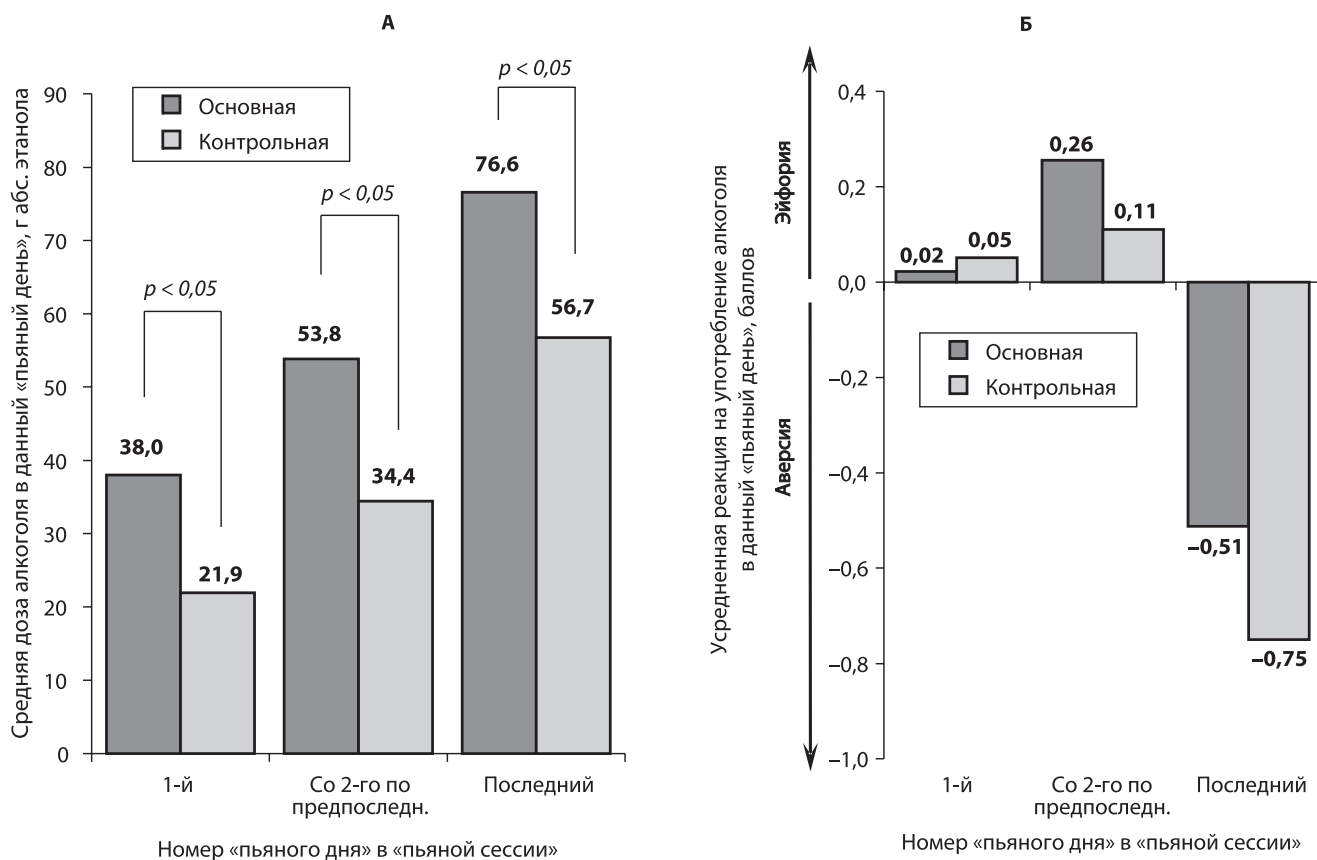 А
Средняя доза алкоголя в данный «пьяный день», г абс. этанола
90
80
70
60
50
40
30
20
10
0
Основная
Контрольная
p < 0,05
p < 0,05
p < 0,05
38,0
21,9
53,8
34,4
76,6
56,7
1-й
Со 2-го по
предпоследн.
Последний
Номер «пьяного дня» в «пьяной сессии»
Б
Усредненная реакция на употребление алкоголя
в данный «пьяный день», баллов
Эйфория
Аверсия
0,4
0,2
0,0
–0,2
–0,4
–0,6
–0,8
–1,0
0,02
0,05
0,26
0,11
–0,51
–0,75
Основная
Контрольная
1-й
Со 2-го по
предпоследн.
Последний
Номер «пьяного дня» в «пьяной сессии»